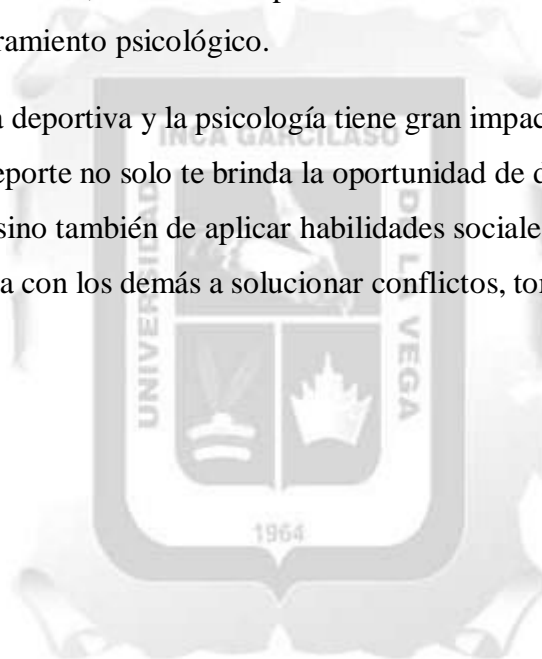 ramiento psicológico.
a deportiva y la psicología tiene gran impac
INCA GARCILASO
eporte no solo te brinda la oportunidad de
sino también de aplicar habilidades sociale
a con los demás a solucionar conflictos, to
UNIVERSIDAD
DE LA VEGA
1964